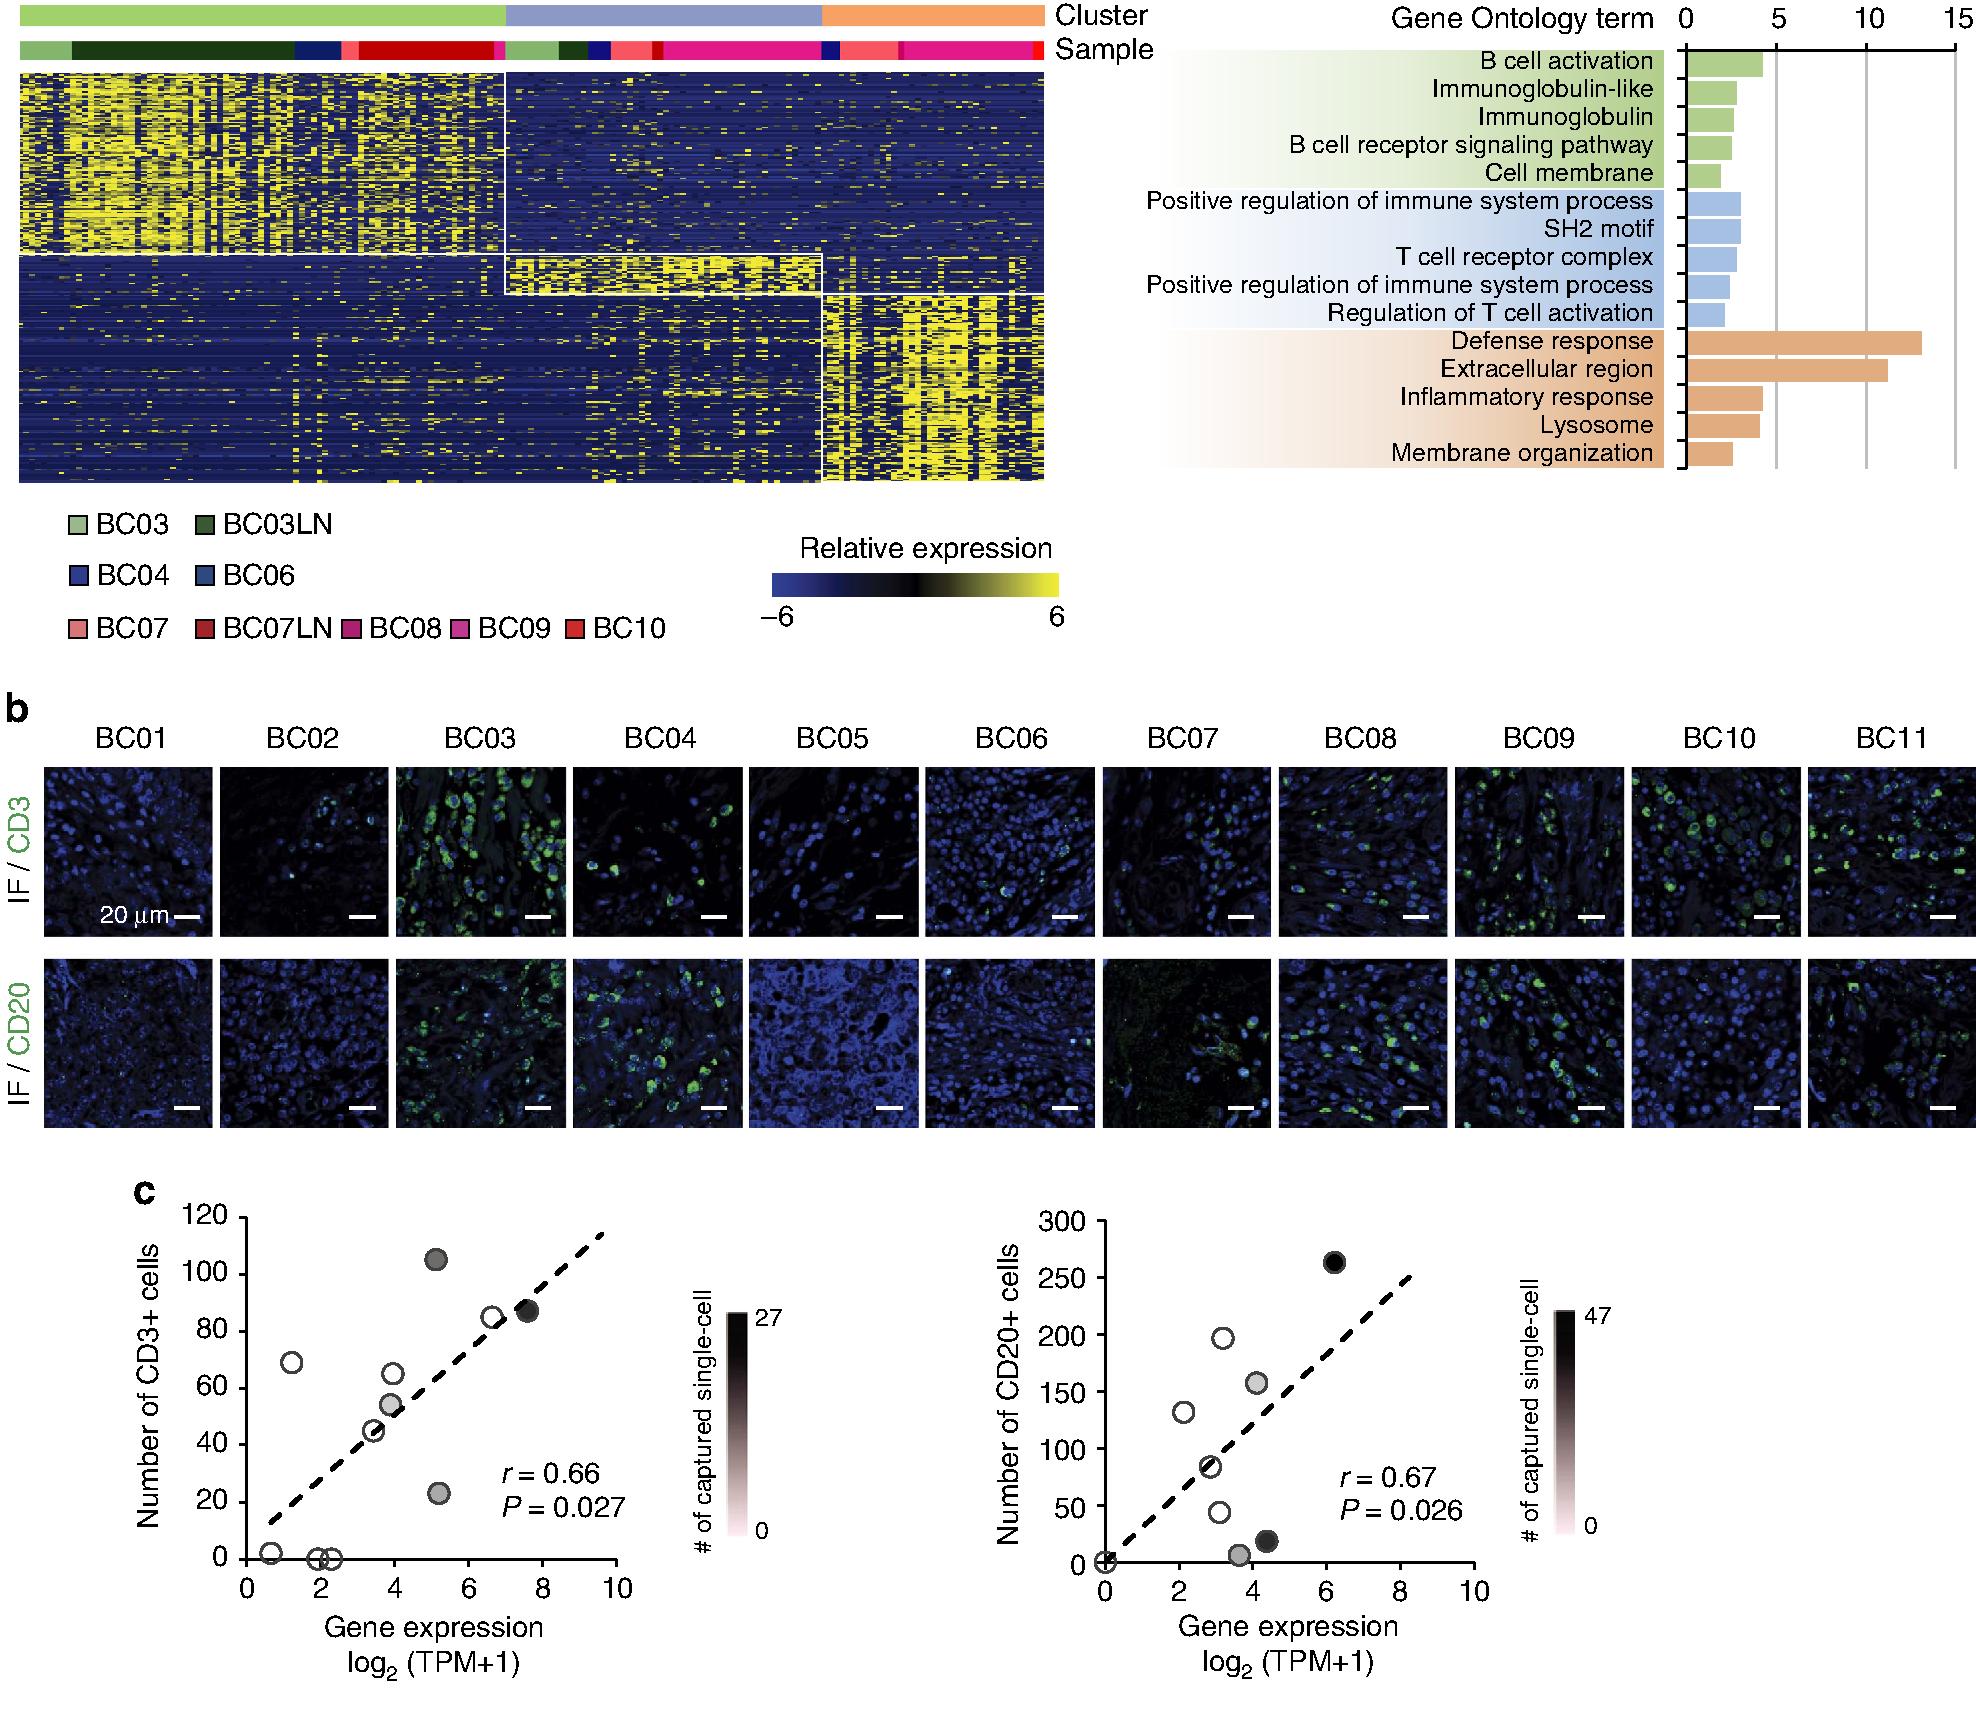 Cluster
Sample
Gene Ontology term
0 5 10 15
B cell activation
Immunoglobulin-like
Immunoglobulin
B cell receptor signaling pathway
Cell membrane
Positive regulation of immune system process
SH2 motif
T cell receptor complex
Positive regulation of immune system process
Regulation of T cell activation
Defense response
Extracellular region
Inflammatory response
Lysosome
Membrane organization
BC03 BC03LN
BC04 BC06
BC07 BC07LN BC08 BC09 BC10
Relative expression
−6 6
b
BC01 BC02 BC03 BC04 BC05 BC06 BC07 BC08 BC09 BC10 BC11
IF / CD3
20 μm
IF / CD20
c
Number of CD3+ cells
120
100
80
60
40
20
0
0 2 4 6 8 10
Gene expression
log2 (TPM+1)
r = 0.66
P = 0.027
# of captured single-cell
27
0
Number of CD20+ cells
300
250
200
150
100
50
0
0 2 4 6 8 10
Gene expression
log2 (TPM+1)
r = 0.67
P = 0.026
# of captured single-cell
47
0